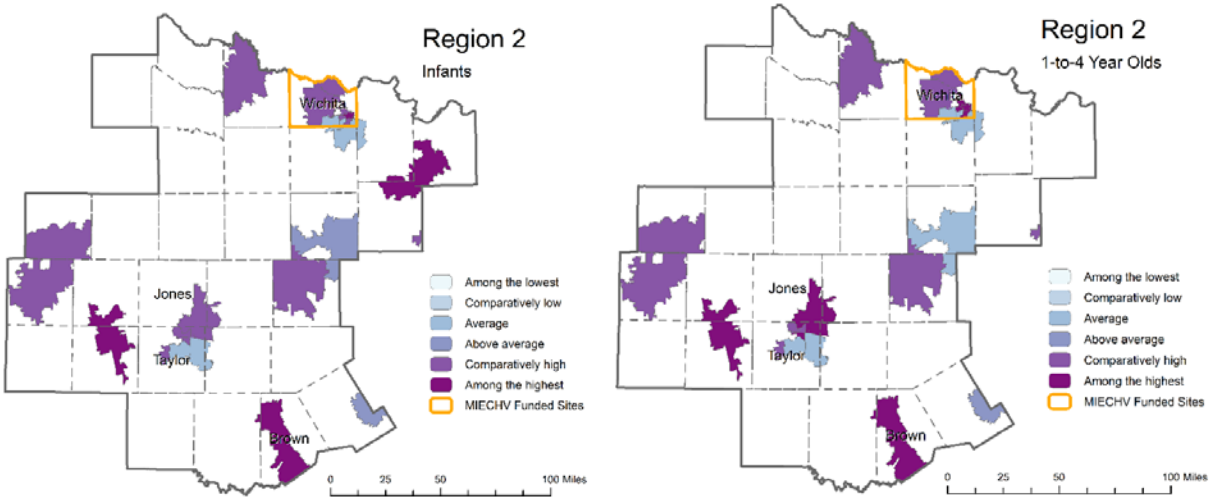 Region 2
Infants
Wichita
Jones
Taylor
Brown
Among the lowest
Comparatively low
Average
Above average
Comparatively high
Among the highest
MIECHV Funded Sites
0 50 100 Miles
Region 2
1-to-4 Year Olds
Wichita
Jones
Taylor
Brown
Among the lowest
Comparatively low
Average
Above average
Comparatively high
Among the highest
MIECHV Funded Sites
0 50 100 Miles